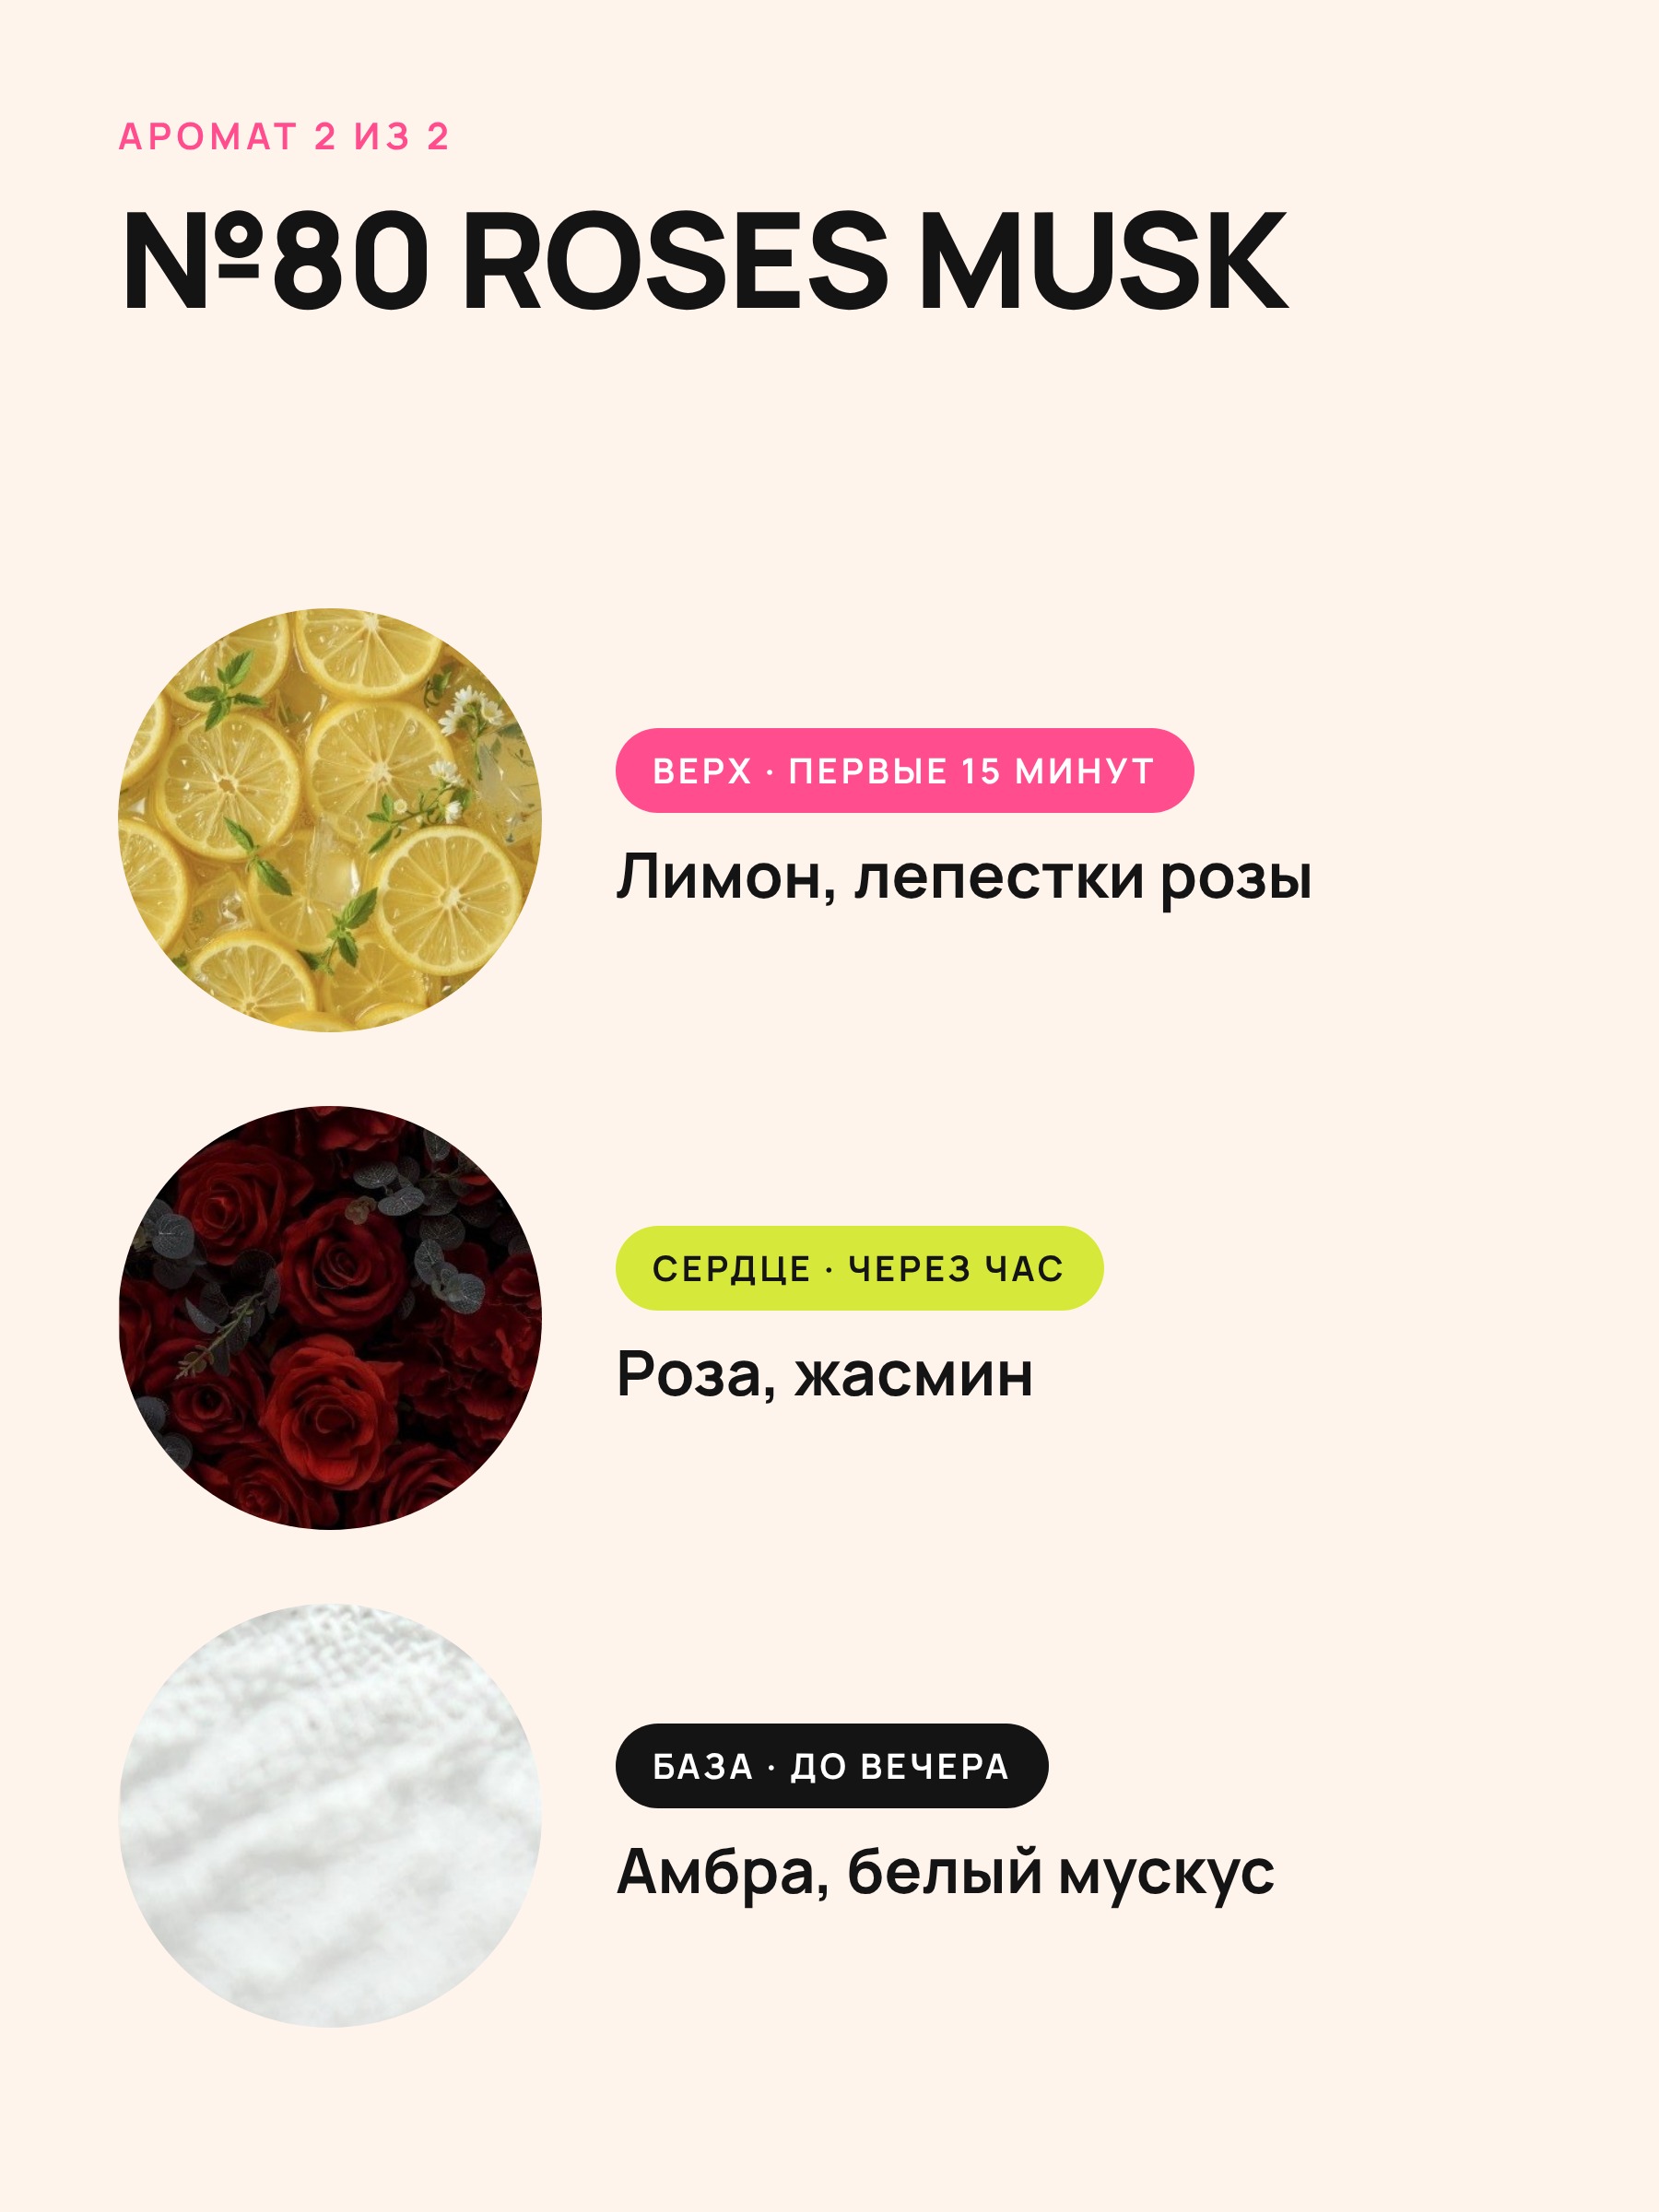 АРОМАТ 2 ИЗ 2
№80 ROSES MUSK
ВЕРХ · ПЕРВЫЕ 15 МИНУТ
Лимон, лепестки розы
СЕРДЦЕ · ЧЕРЕЗ ЧАС
Роза, жасмин
БАЗА · ДО ВЕЧЕРА
Амбра, белый мускус